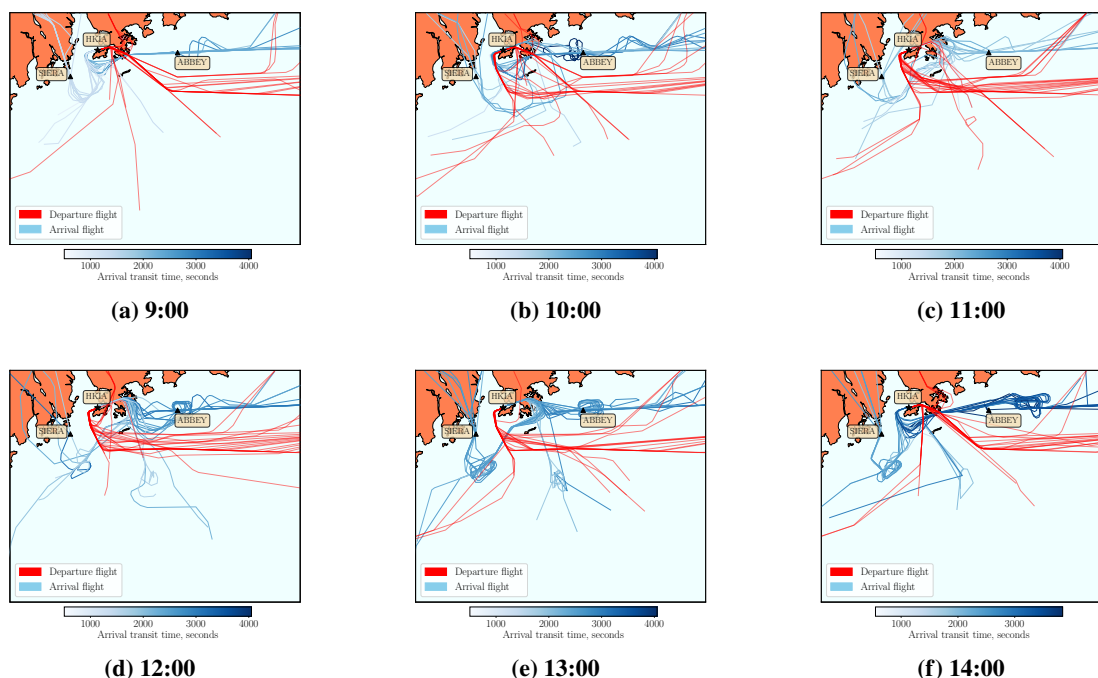 HKIA
ABBEY
SIERA
Departure flight
Arrival flight
1000 2000 3000 4000
Arrival transit time, seconds
(a) 9:00
HKIA
ABBEY
SIERA
Departure flight
Arrival flight
1000 2000 3000 4000
Arrival transit time, seconds
(b) 10:00
HKIA
ABBEY
SIERA
Departure flight
Arrival flight
1000 2000 3000 4000
Arrival transit time, seconds
(c) 11:00
HKIA
ABBEY
SIERA
Departure flight
Arrival flight
1000 2000 3000 4000
Arrival transit time, seconds
(d) 12:00
HKIA
ABBEY
SIERA
Departure flight
Arrival flight
1000 2000 3000 4000
Arrival transit time, seconds
(e) 13:00
HKIA
ABBEY
SIERA
Departure flight
Arrival flight
1000 2000 3000
Arrival transit time, seconds
(f) 14:00